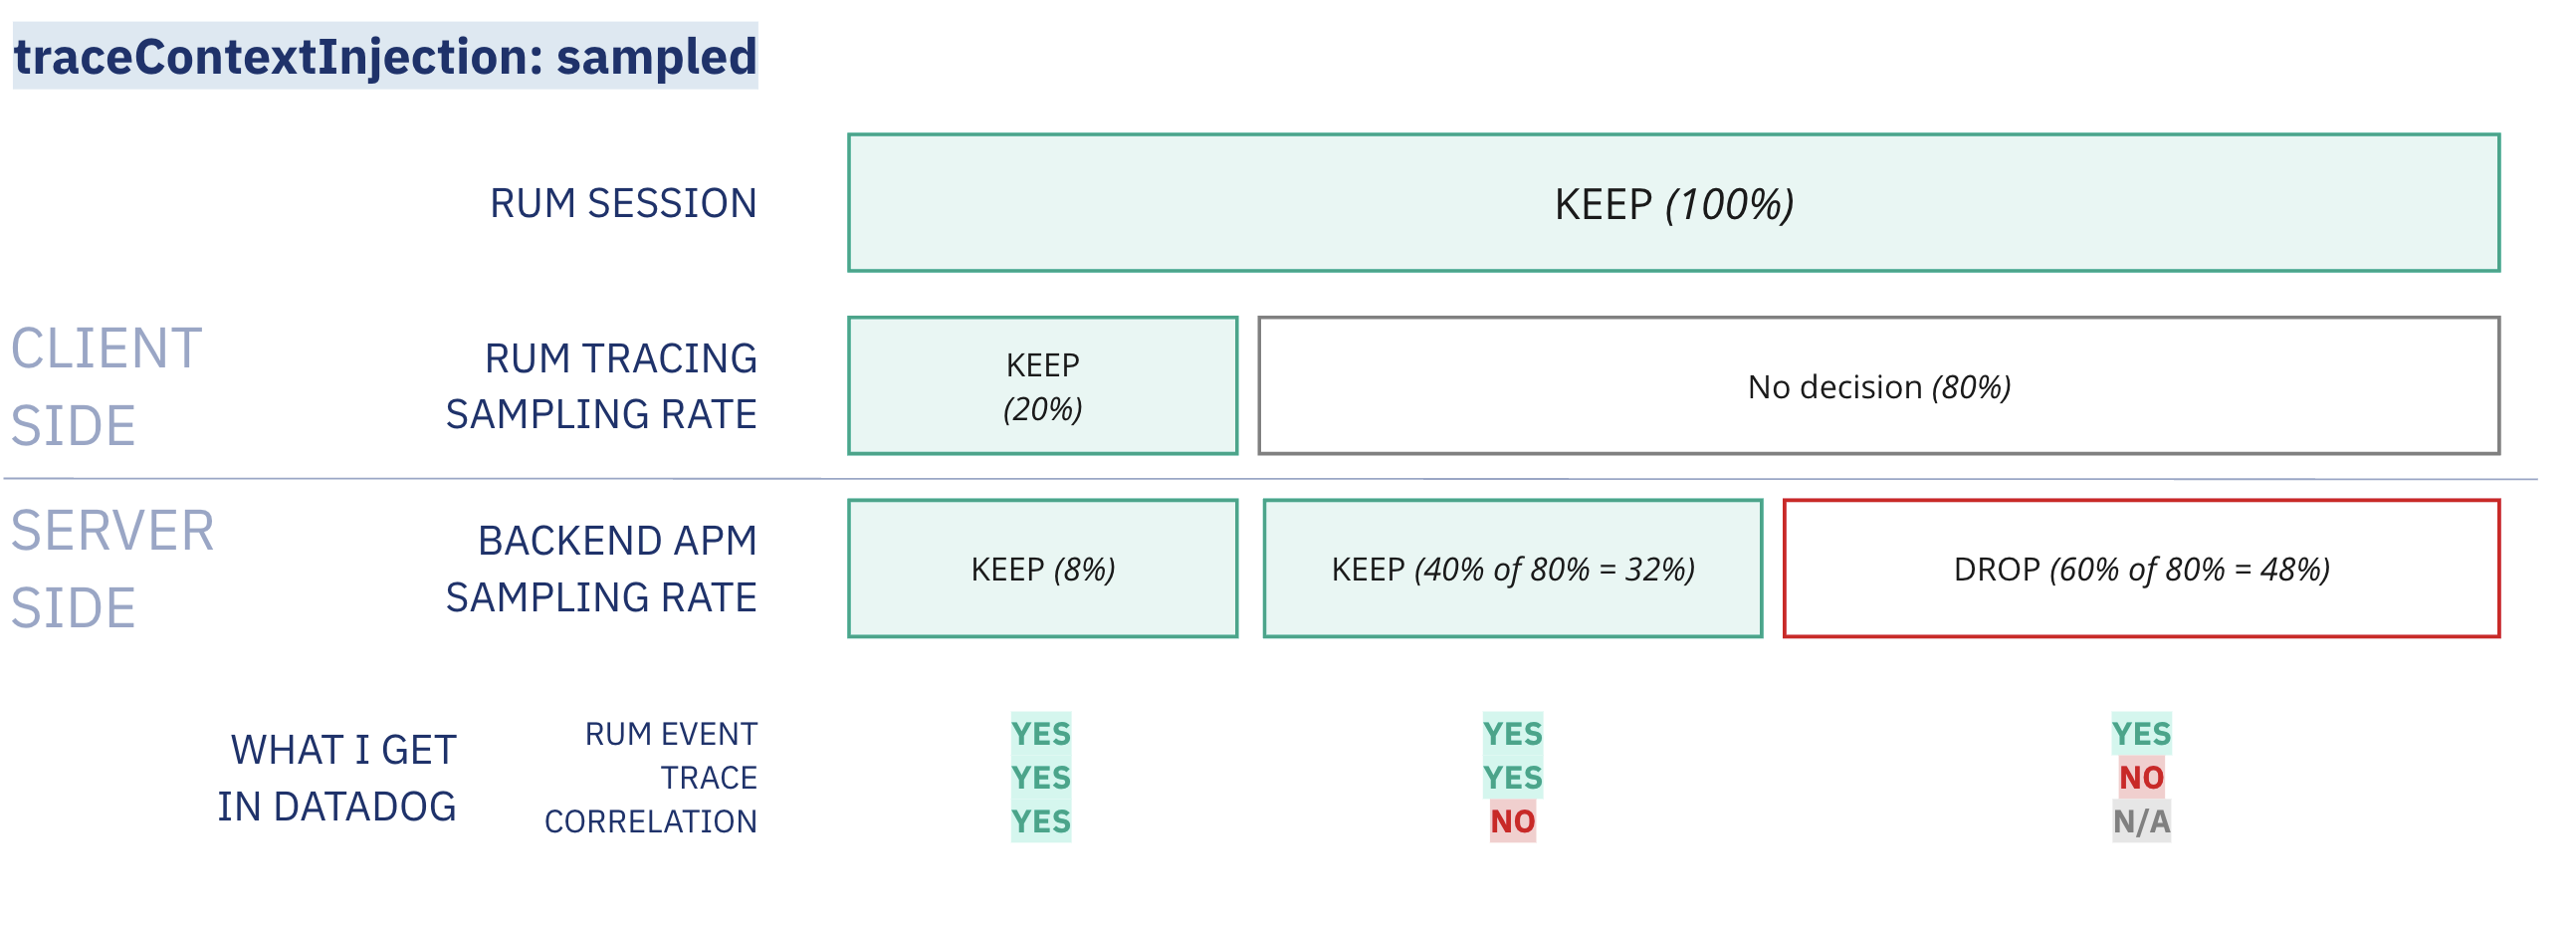 traceContextInjection: sampled
RUM SESSION
KEEP (100%)
CLIENT
SIDE
RUM TRACING
SAMPLING RATE
KEEP
(20%)
No decision (80%)
SERVER
SIDE
BACKEND APM
SAMPLING RATE
KEEP (8%)
KEEP (40% of 80% = 32%)
DROP (60% of 80% = 48%)
WHAT I GET
IN DATADOG
RUM EVENT
YES
YES
YES
TRACE
YES
YES
NO
CORRELATION
YES
NO
N/A